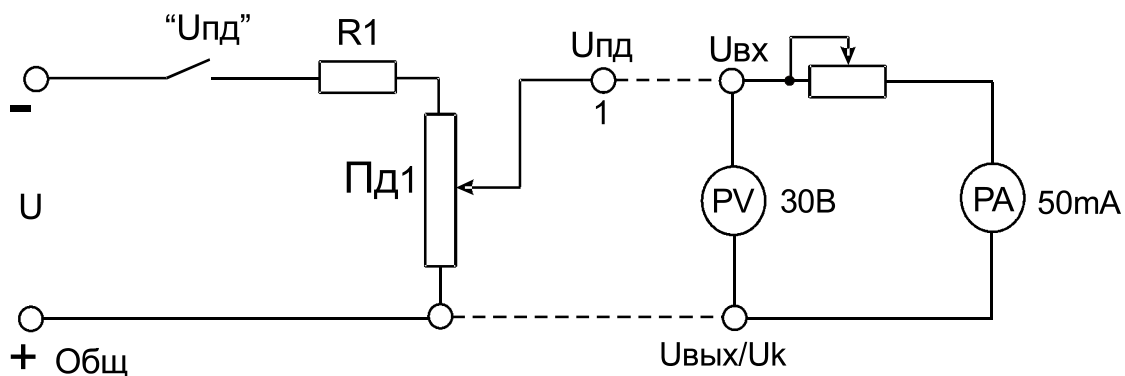 “Uпд”
R1
Uпд
Uвх
1
-
Пд1
U
PV
30В
PA
50mA
+
Общ
Uвых/Uk